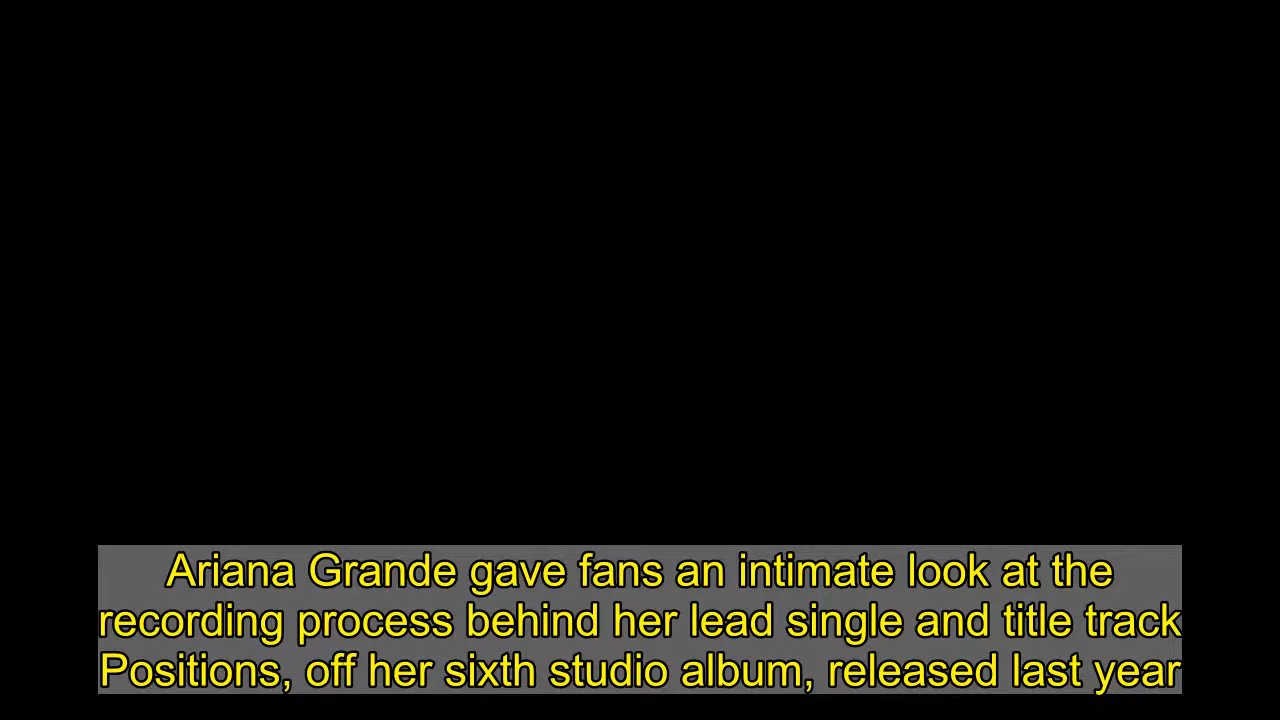 Ariana Grande gave fans an intimate look at the
recording process behind her lead single and title track
Positions, off her sixth studio album, released last year